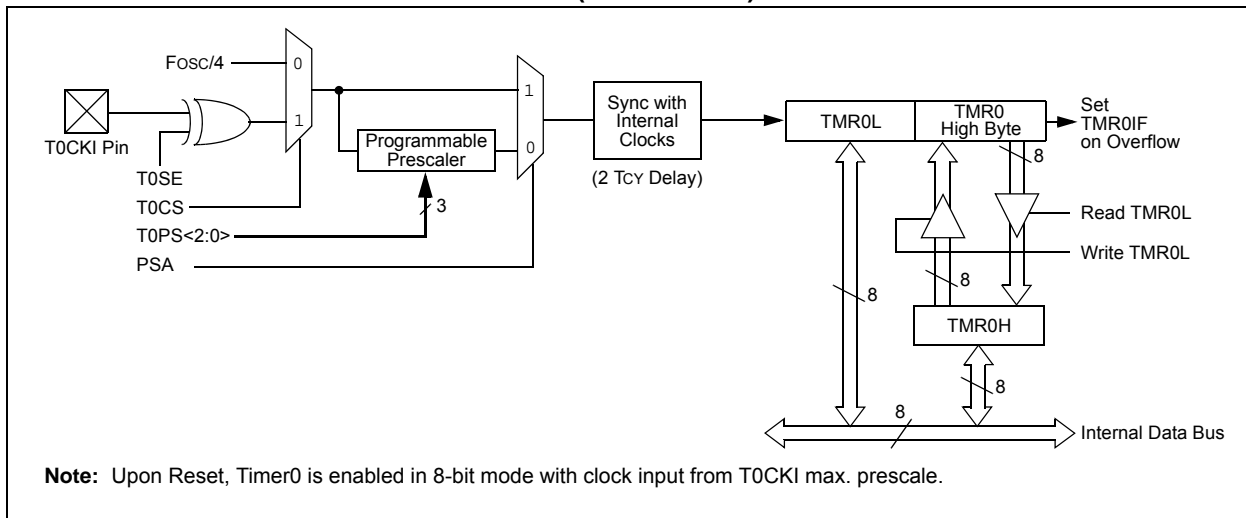 FOSC/4
0
1
T0CKI Pin
T0SE
T0CS
T0PS<2:0>
PSA
Programmable
Prescaler
3
1
0
Sync with
Internal
Clocks
(2 TCY Delay)
TMR0L
TMR0
High Byte
Set
TMR0IF
on Overflow
8
Read TMR0L
Write TMR0L
8
8
TMR0H
8
8
Internal Data Bus
Note: Upon Reset, Timer0 is enabled in 8-bit mode with clock input from T0CKI max. prescale.